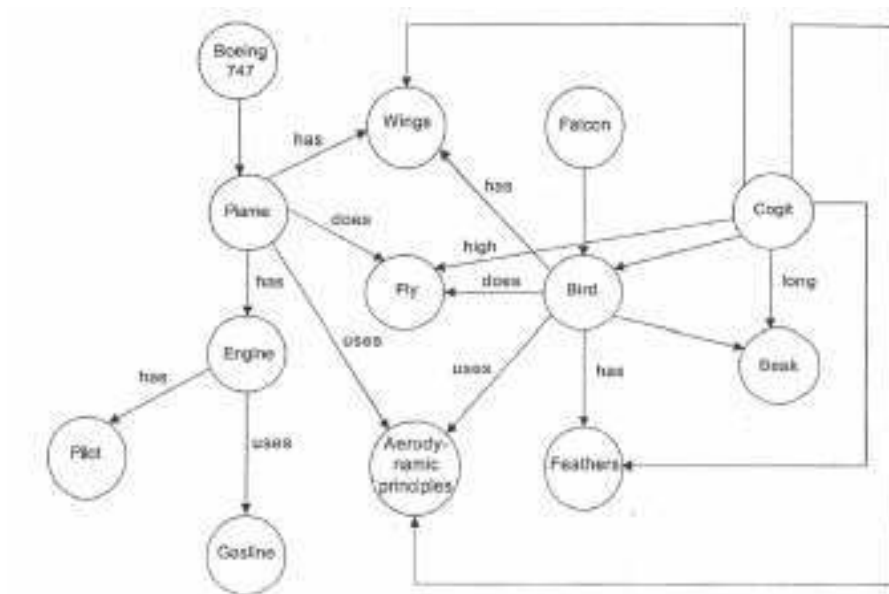 Boeing
747
Wings
Falcon
has
has
Plame
Cogit
does
high
Fly
does
Bird
long
has
Engine
uses
uses
has
Beak
has
Pilot
uses
Aerody-
namic
principles
Feathers
Gasline